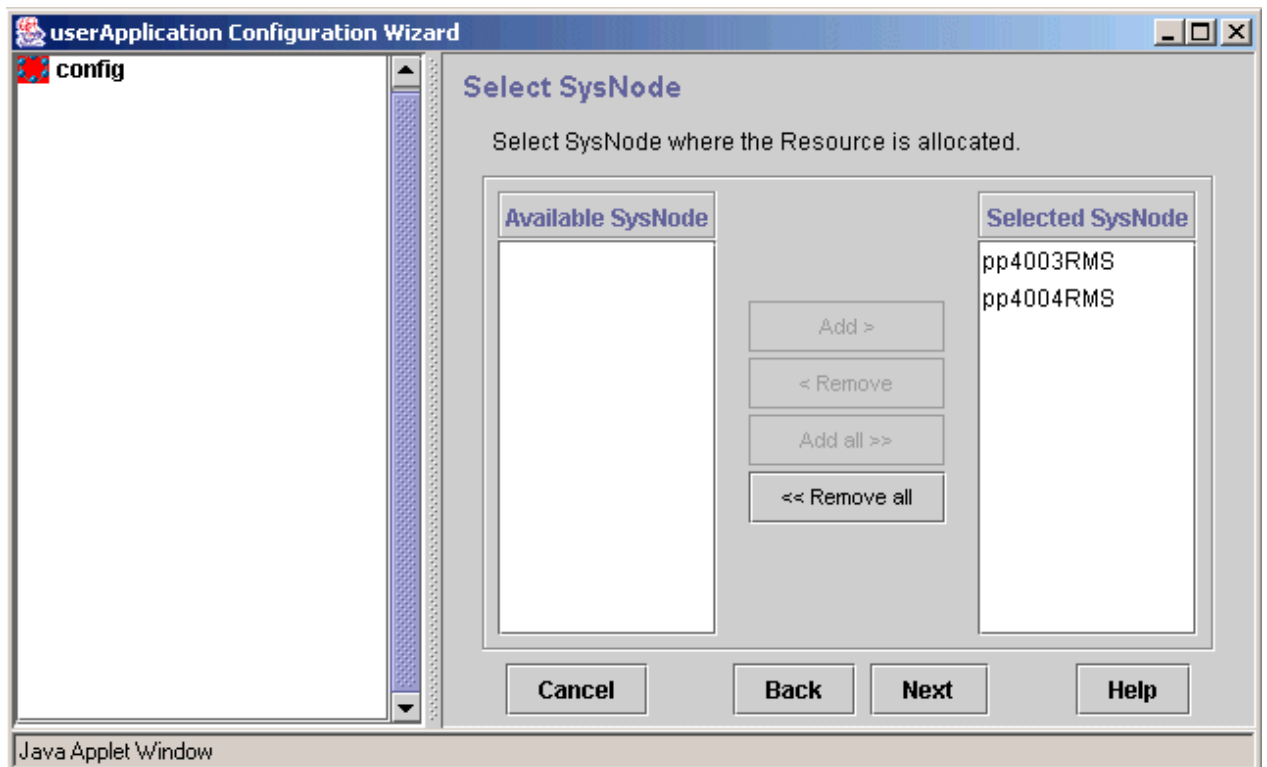 userApplication Configuration Wizard
config
Select SysNode
Select SysNode where the Resource is allocated.
Available SysNode
Selected SysNode
pp4003RMS
pp4004RMS
Add >
< Remove
Add all >>
<< Remove all
Cancel
Back
Next
Help
Java Applet Window